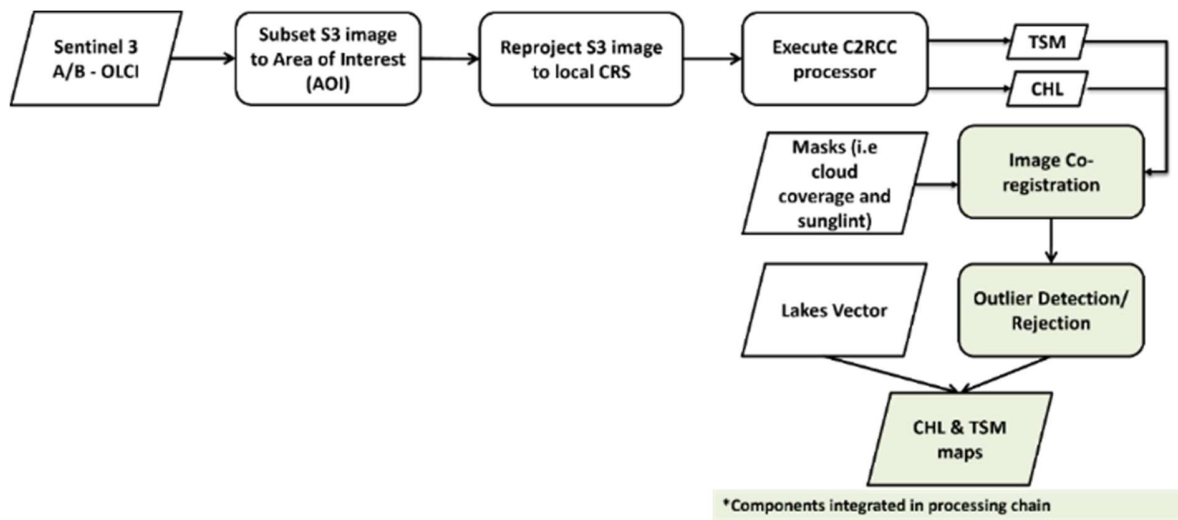 Sentinel 3
A/B - OLCI
Subset S3 image
to Area of Interest
(AOI)
Reproject S3 image
to local CRS
Execute C2RCC
processor
TSM
CHL
Masks (i.e
cloud
coverage and
sunglint)
Image Co-
registration
Lakes Vector
Outlier Detection/
Rejection
CHL & TSM
maps
*Components integrated in processing chain